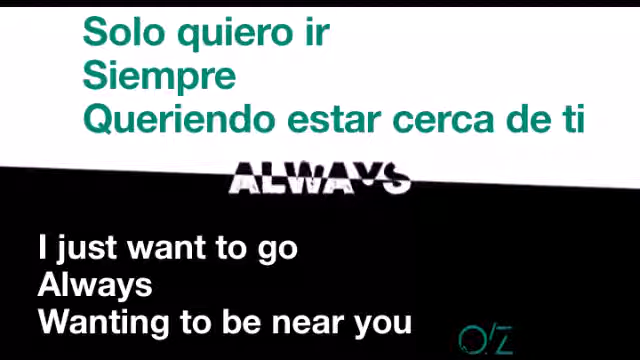 Solo quiero ir
Siempre
Queriendo estar cerca de ti
ALWAYS
I just want to go
Always
Wanting to be near you
O/Z